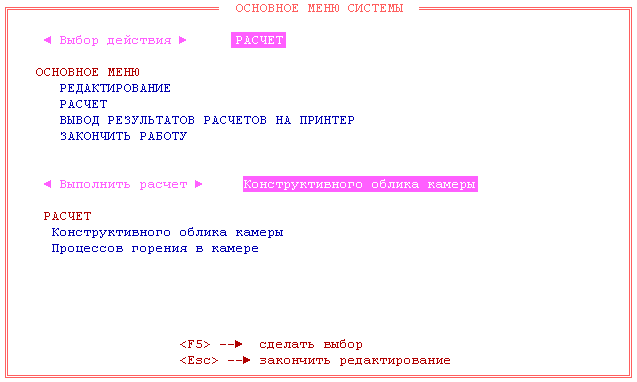 ОСНОВНОЕ МЕНЮ СИСТЕМЫ
◄ Выбор действия ► РАСЧЕТ
ОСНОВНОЕ МЕНЮ
РЕДАКТИРОВАНИЕ
РАСЧЕТ
ВЫВОД РЕЗУЛЬТАТОВ РАСЧЕТОВ НА ПРИНТЕР
ЗАКОНЧИТЬ РАБОТУ
◄ Выполнить расчет ► Конструктивного облика камеры
РАСЧЕТ
Конструктивного облика камеры
Процессов горения в камере
<F5> --► сделать выбор
<Esc> --► закончить редактирование